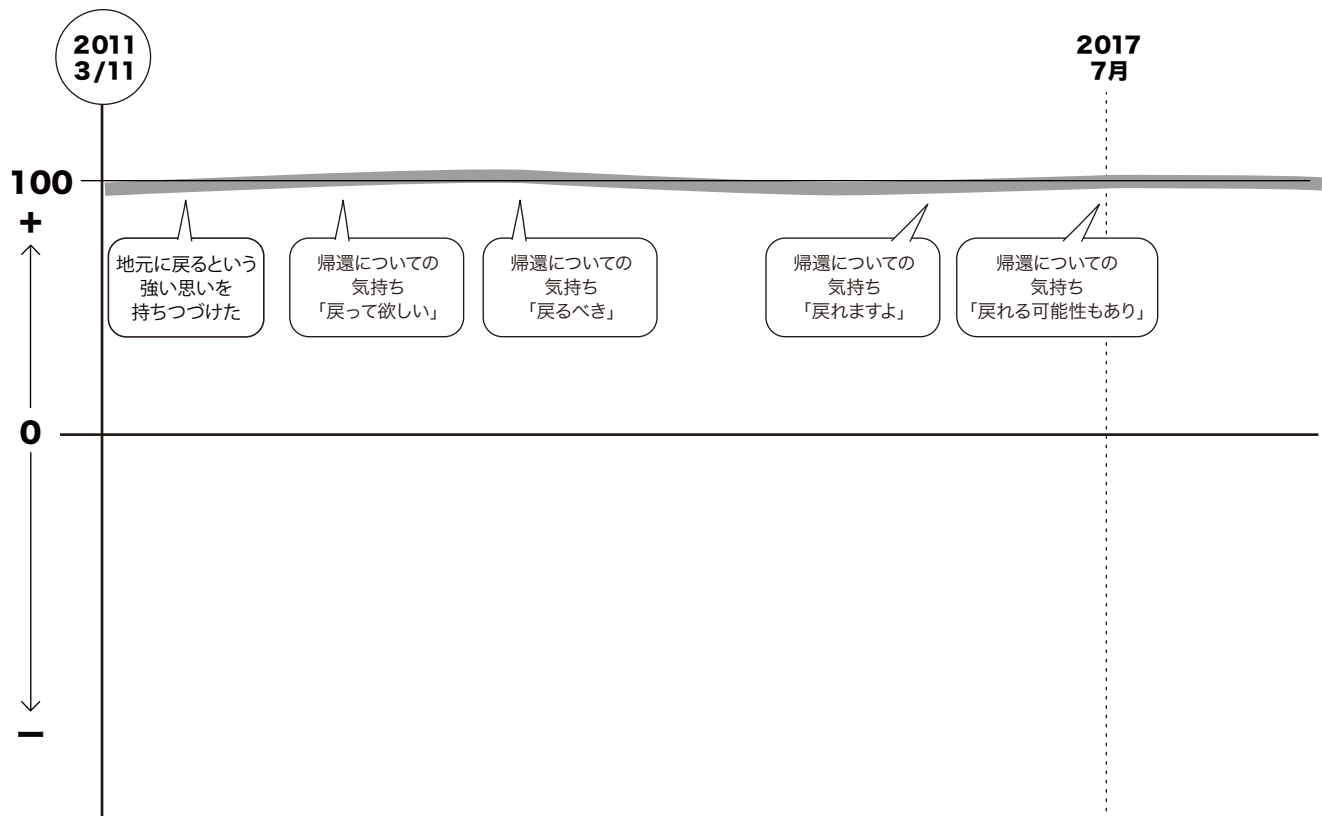 2011
3/11
2017
7月
100
+
地元に戻るという
強い思いを
持ちつづけた
帰還についての
気持ち
「戻って欲しい」
帰還についての
気持ち
「戻るべき」
帰還についての
気持ち
「戻れますよ」
帰還についての
気持ち
「戻れる可能性もあり」
0
−